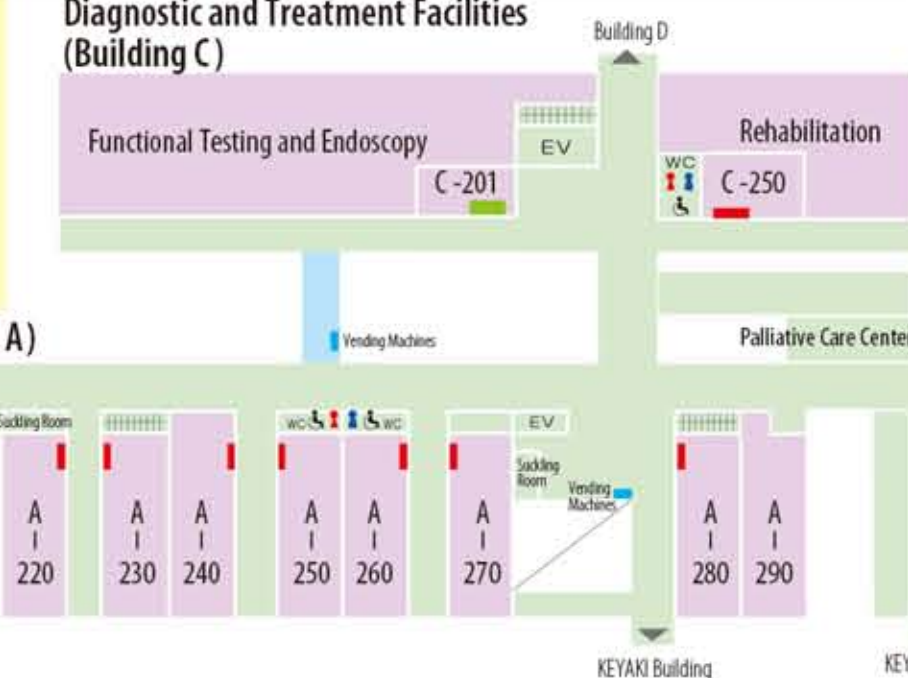 Diagnostic and Treatment Facilities
(Building C)
Building D
Functional Testing and Endoscopy
EV
Rehabilitation
WC
C -201
C -250
A)
Vending Machines
Palliative Care Center
Suckling Room
WC
WC
EV
Suckling
Room
Vending
Machines
A
|
220
A
|
230
A
|
240
A
|
250
A
|
260
A
|
270
A
|
280
A
|
290
KEYAKI Building
KEY